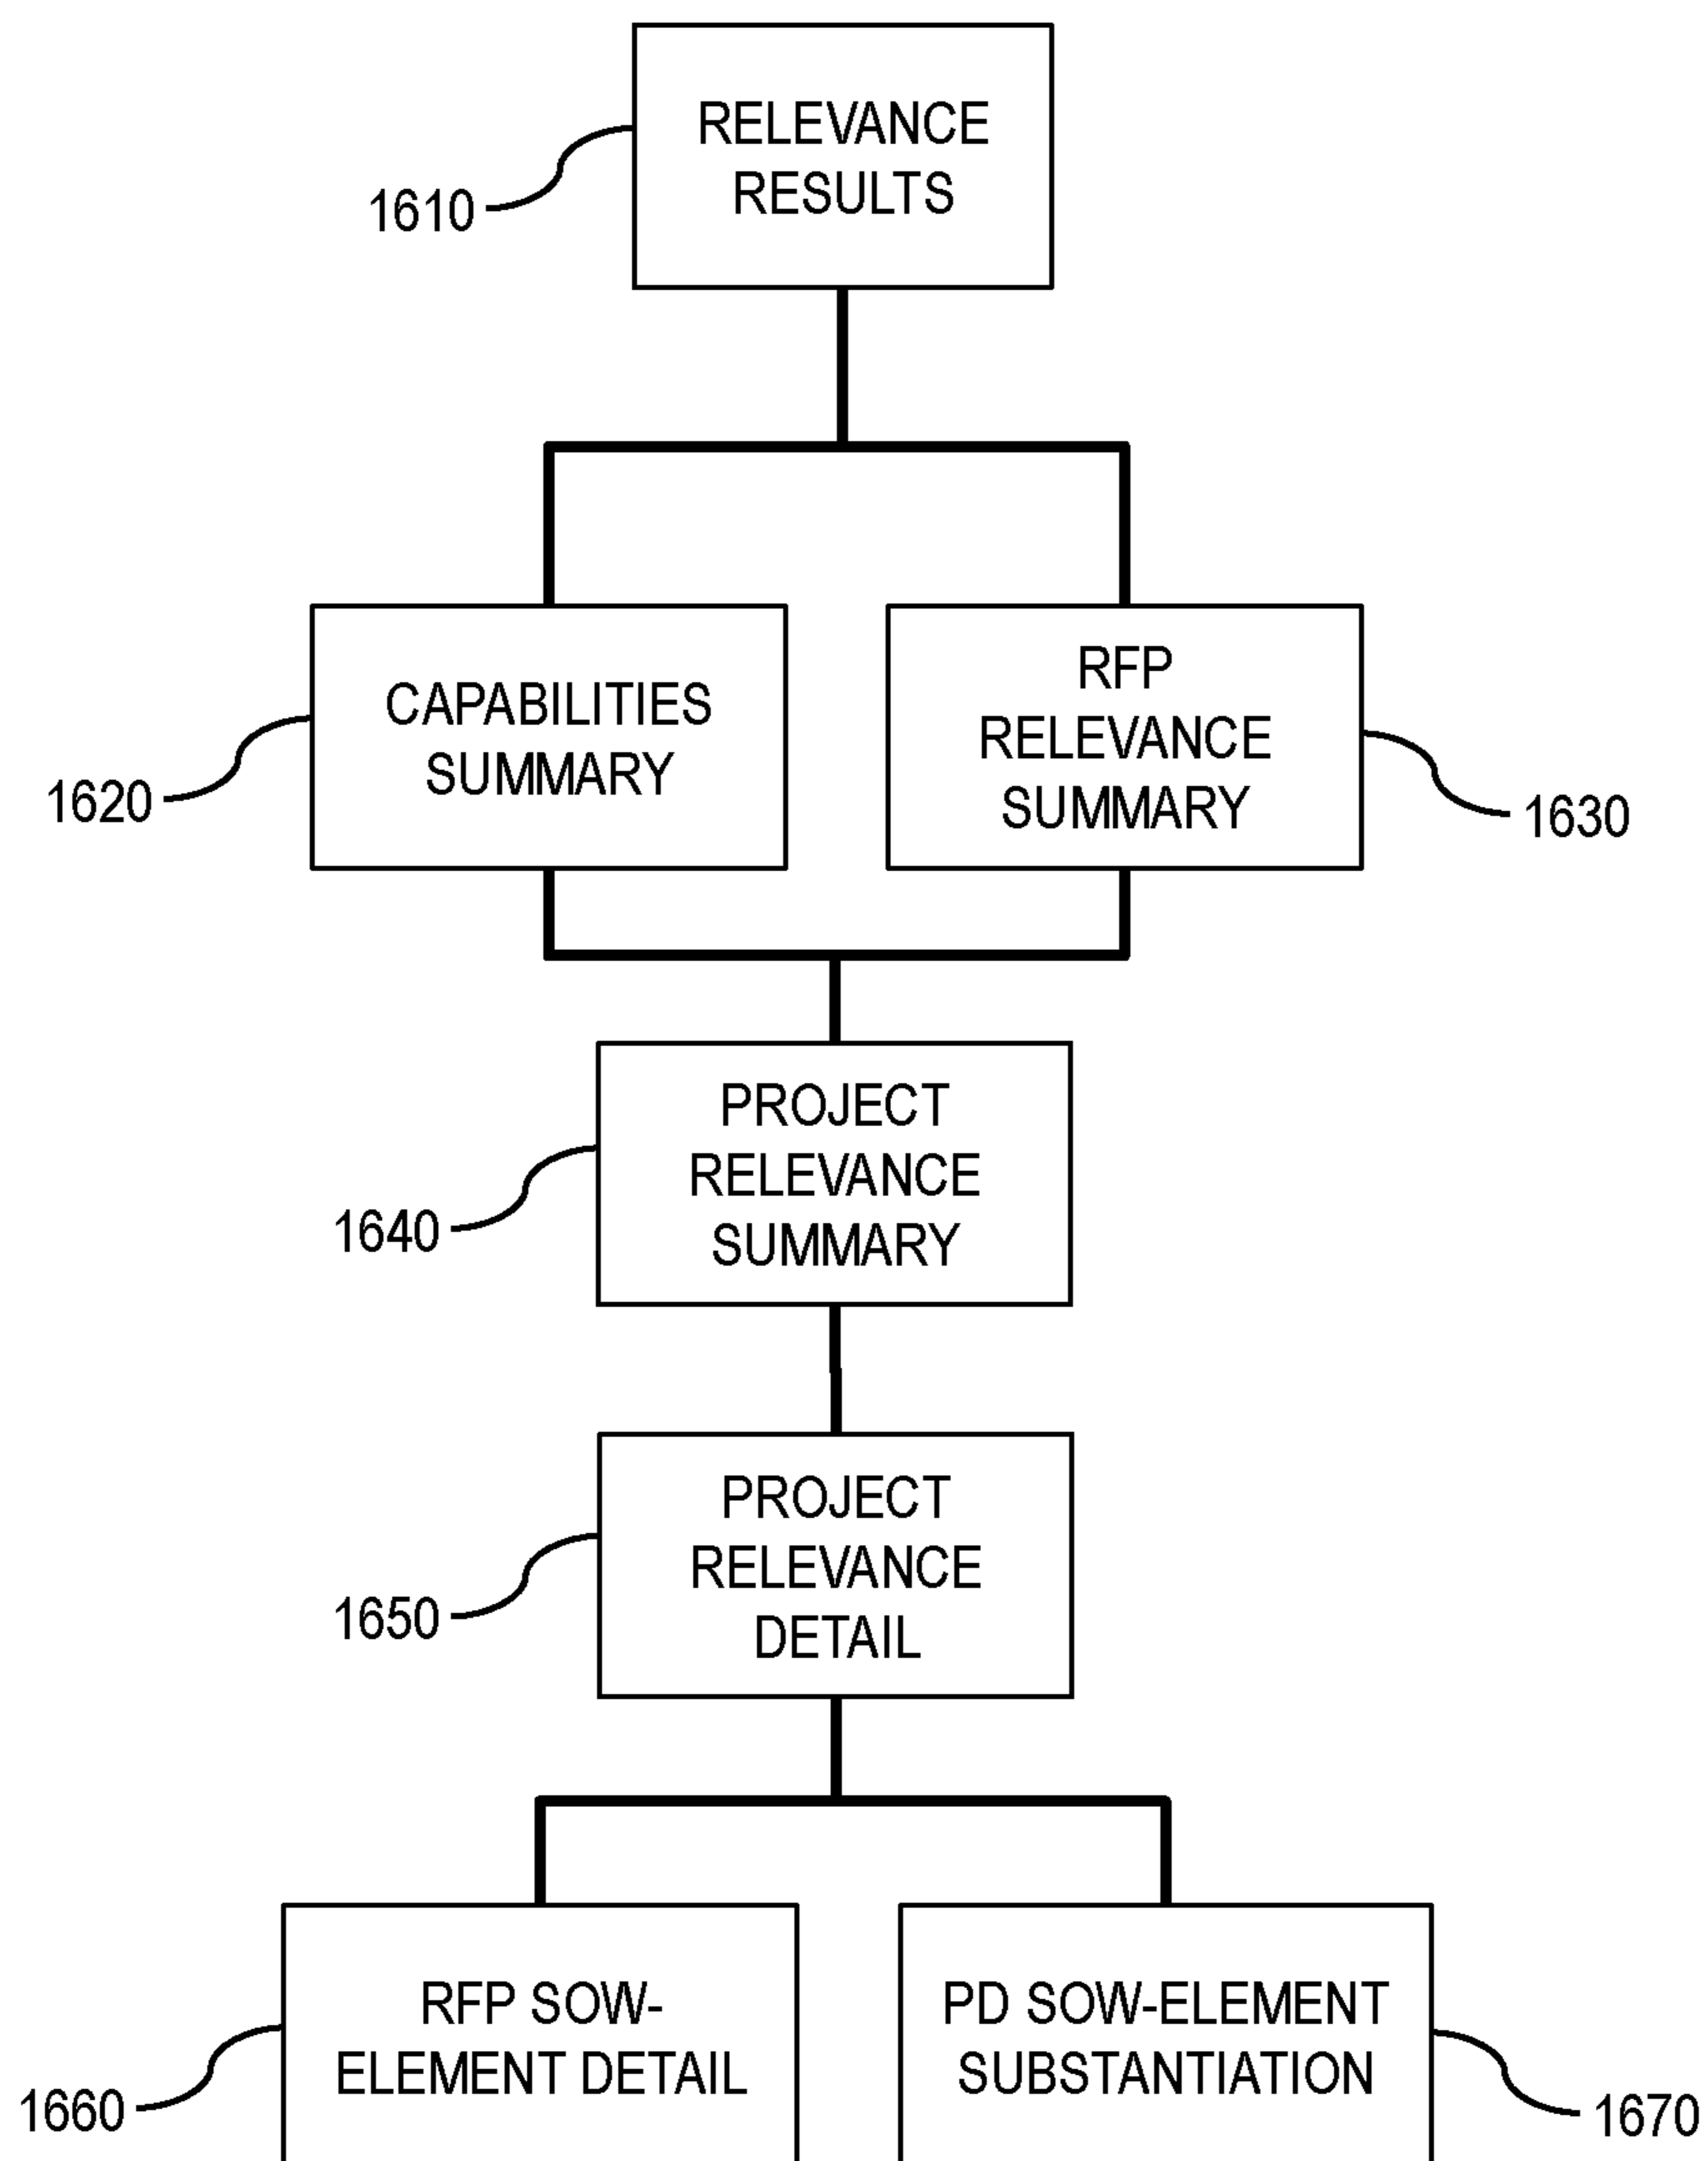 RELEVANCE
RESULTS
1610
CAPABILITIES
SUMMARY
1620
RFP
RELEVANCE
SUMMARY
1630
PROJECT
RELEVANCE
SUMMARY
1640
PROJECT
RELEVANCE
DETAIL
1650
RFP SOW-
ELEMENT DETAIL
1660
PD SOW-ELEMENT
SUBSTANTIATION
1670